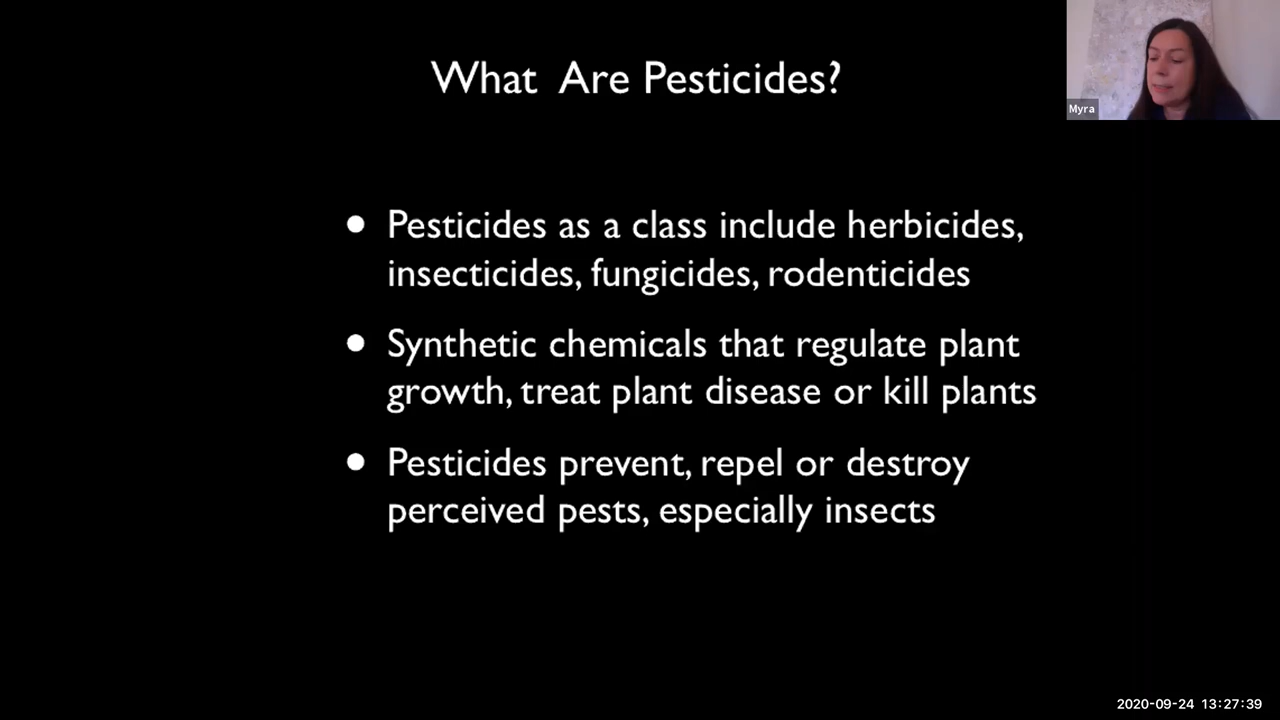 What Are Pesticides?
Myra
• Pesticides as a class include herbicides,
insecticides, fungicides, rodenticides
• Synthetic chemicals that regulate plant
growth, treat plant disease or kill plants
• Pesticides prevent, repel or destroy
perceived pests, especially insects
2020-09-24 13:27:39